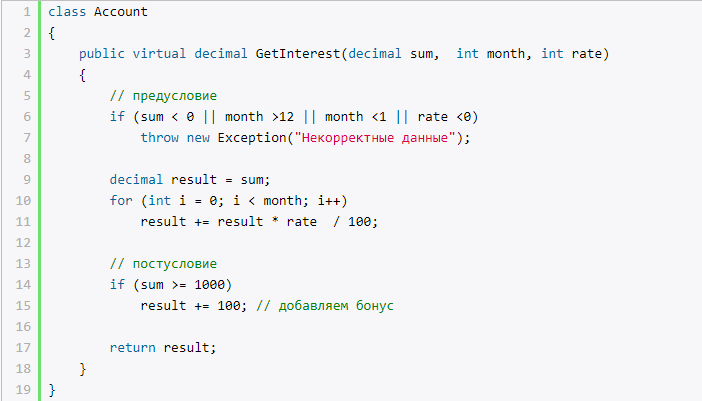 1 class Account
2 {
3     public virtual decimal GetInterest(decimal sum,  int month, int rate)
4     {
5         // предусловие
6         if (sum < 0 || month >12 || month <1 || rate <0)
7             throw new Exception("Некорректные данные");
8
9         decimal result = sum;
10         for (int i = 0; i < month; i++)
11             result += result * rate  / 100;
12
13         // постусловие
14         if (sum >= 1000)
15             result += 100; // добавляем бонус
16
17         return result;
18     }
19 }